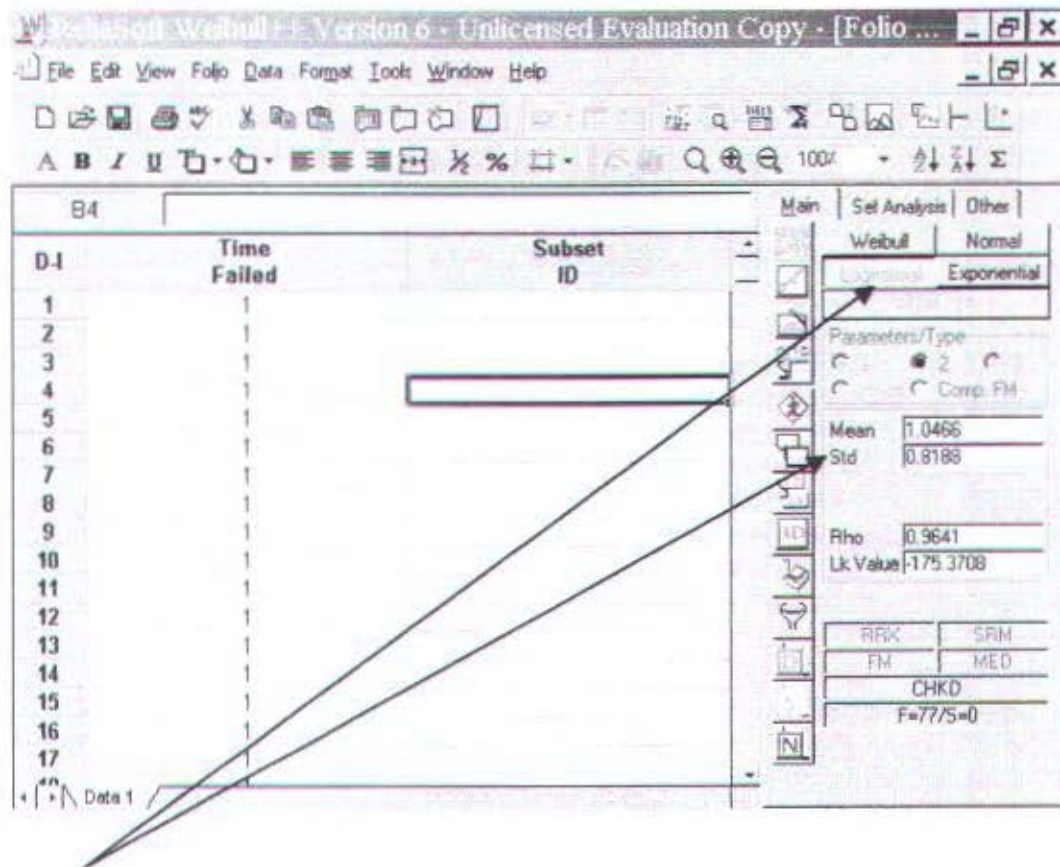 ReliaSoft Weibull++ Version 6 - Unlicensed Evaluation Copy - [Folio ...
File Edit View Folio Data Format Tools Window Help
A B I U 100%
B4
Main Set Analysis Other
D-I Time Failed Subset ID
Weibull Normal
Lognormal Exponential
Parameters/Type
2
Comp. FM
Mean 1.0466
Std 0.8188
Rho 0.9641
Lk Value -175.3708
RRX SRM
FM MED
CHKD
F=77/S=0
1 1
2 1
3 1
4 1
5 1
6 1
7 1
8 1
9 1
10 1
11 1
12 1
13 1
14 1
15 1
16 1
17 1
Data 1